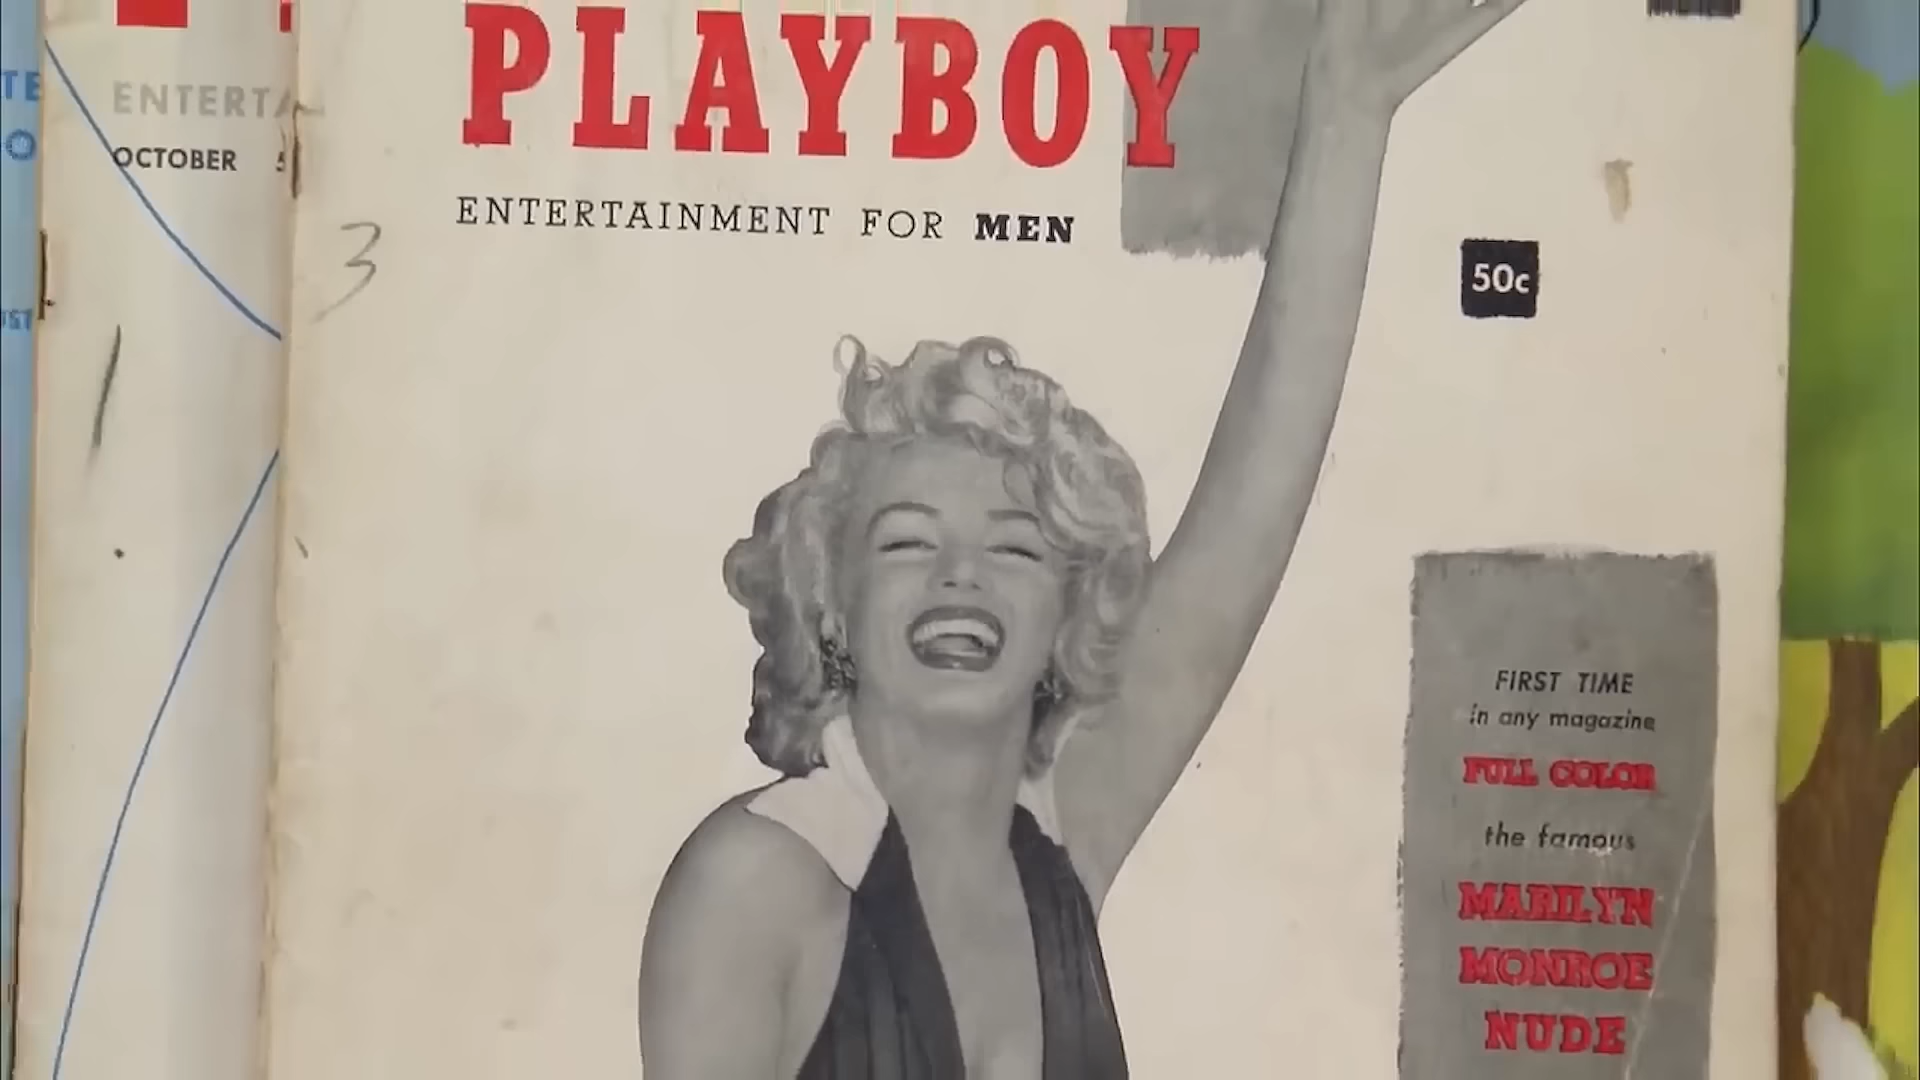 PLAYBOY
ENTERTAINMENT FOR MEN
3
50c
FIRST TIME
in any magazine
FULL COLOR
the famous
MARILYN
MONROE
NUDE
OCTOBER